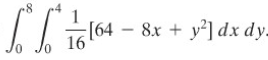 ∫₀⁸ ∫₀⁴ 1/16 [64 − 8x + y²] dx dy.